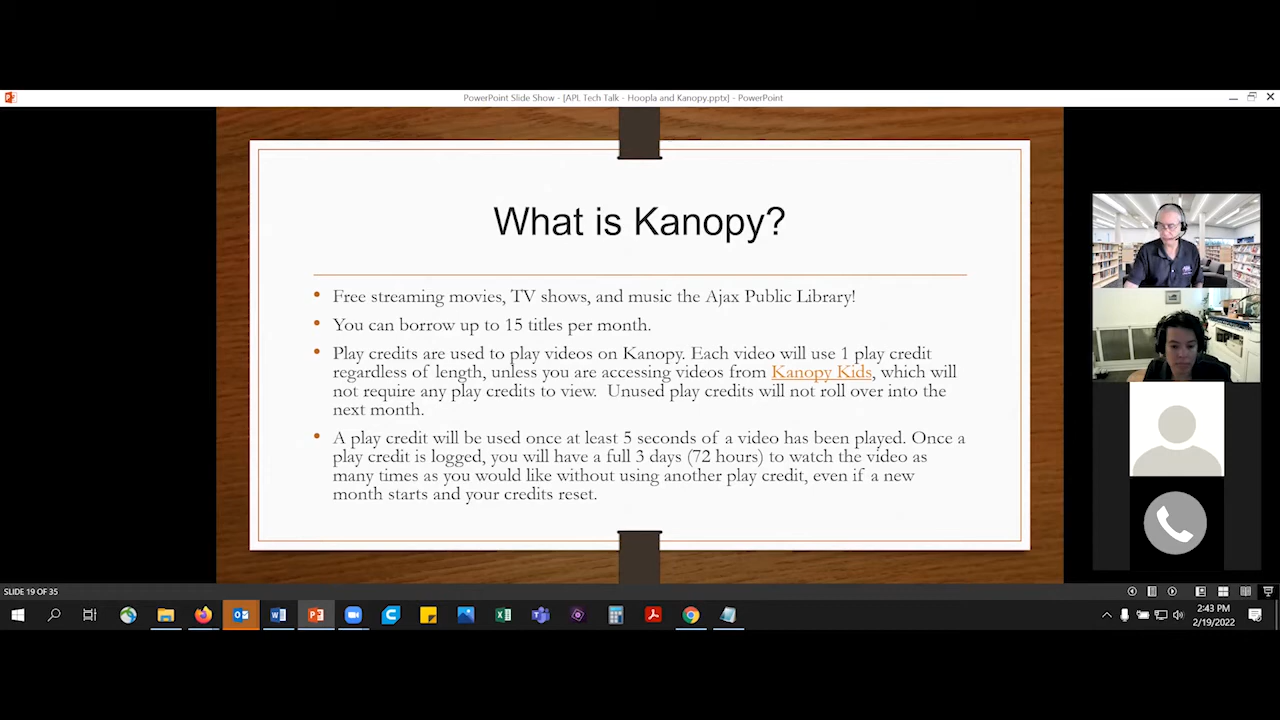 PowerPoint Slide Show - [APL Tech Talk - Hoopla and Kanopy.pptx] - PowerPoint
What is Kanopy?
• Free streaming movies, TV shows, and music the Ajax Public Library!
• You can borrow up to 15 titles per month.
• Play credits are used to play videos on Kanopy. Each video will use 1 play credit
regardless of length, unless you are accessing videos from Kanopy Kids, which will
not require any play credits to view. Unused play credits will not roll over into the
next month.
• A play credit will be used once at least 5 seconds of a video has been played. Once a
play credit is logged, you will have a full 3 days (72 hours) to watch the video as
many times as you would like without using another play credit, even if a new
month starts and your credits reset.
SLIDE 19 OF 35
2:43 PM
2/19/2022